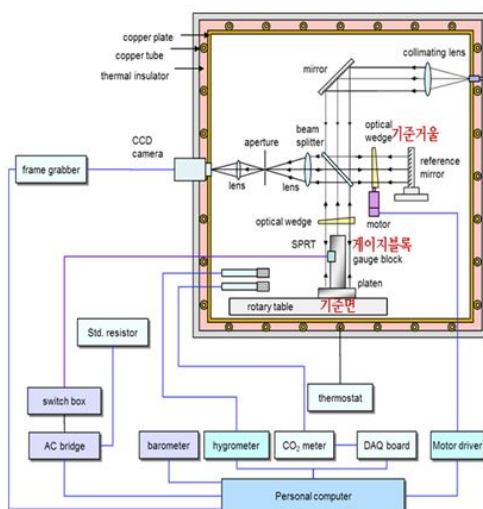 copper plate
copper tube
thermal insulator
mirror
collimating lens
CCD
camera
aperture
beam
splitter
optical
wedge
기준거울
reference
mirror
frame grabber
lens
lens
motor
optical wedge
SPRT
게이지블록
gauge block
platen
기준면
rotary table
Std. resistor
thermostat
switch box
AC bridge
barometer
hygrometer
CO₂ meter
DAQ board
Motor driver
Personal computer